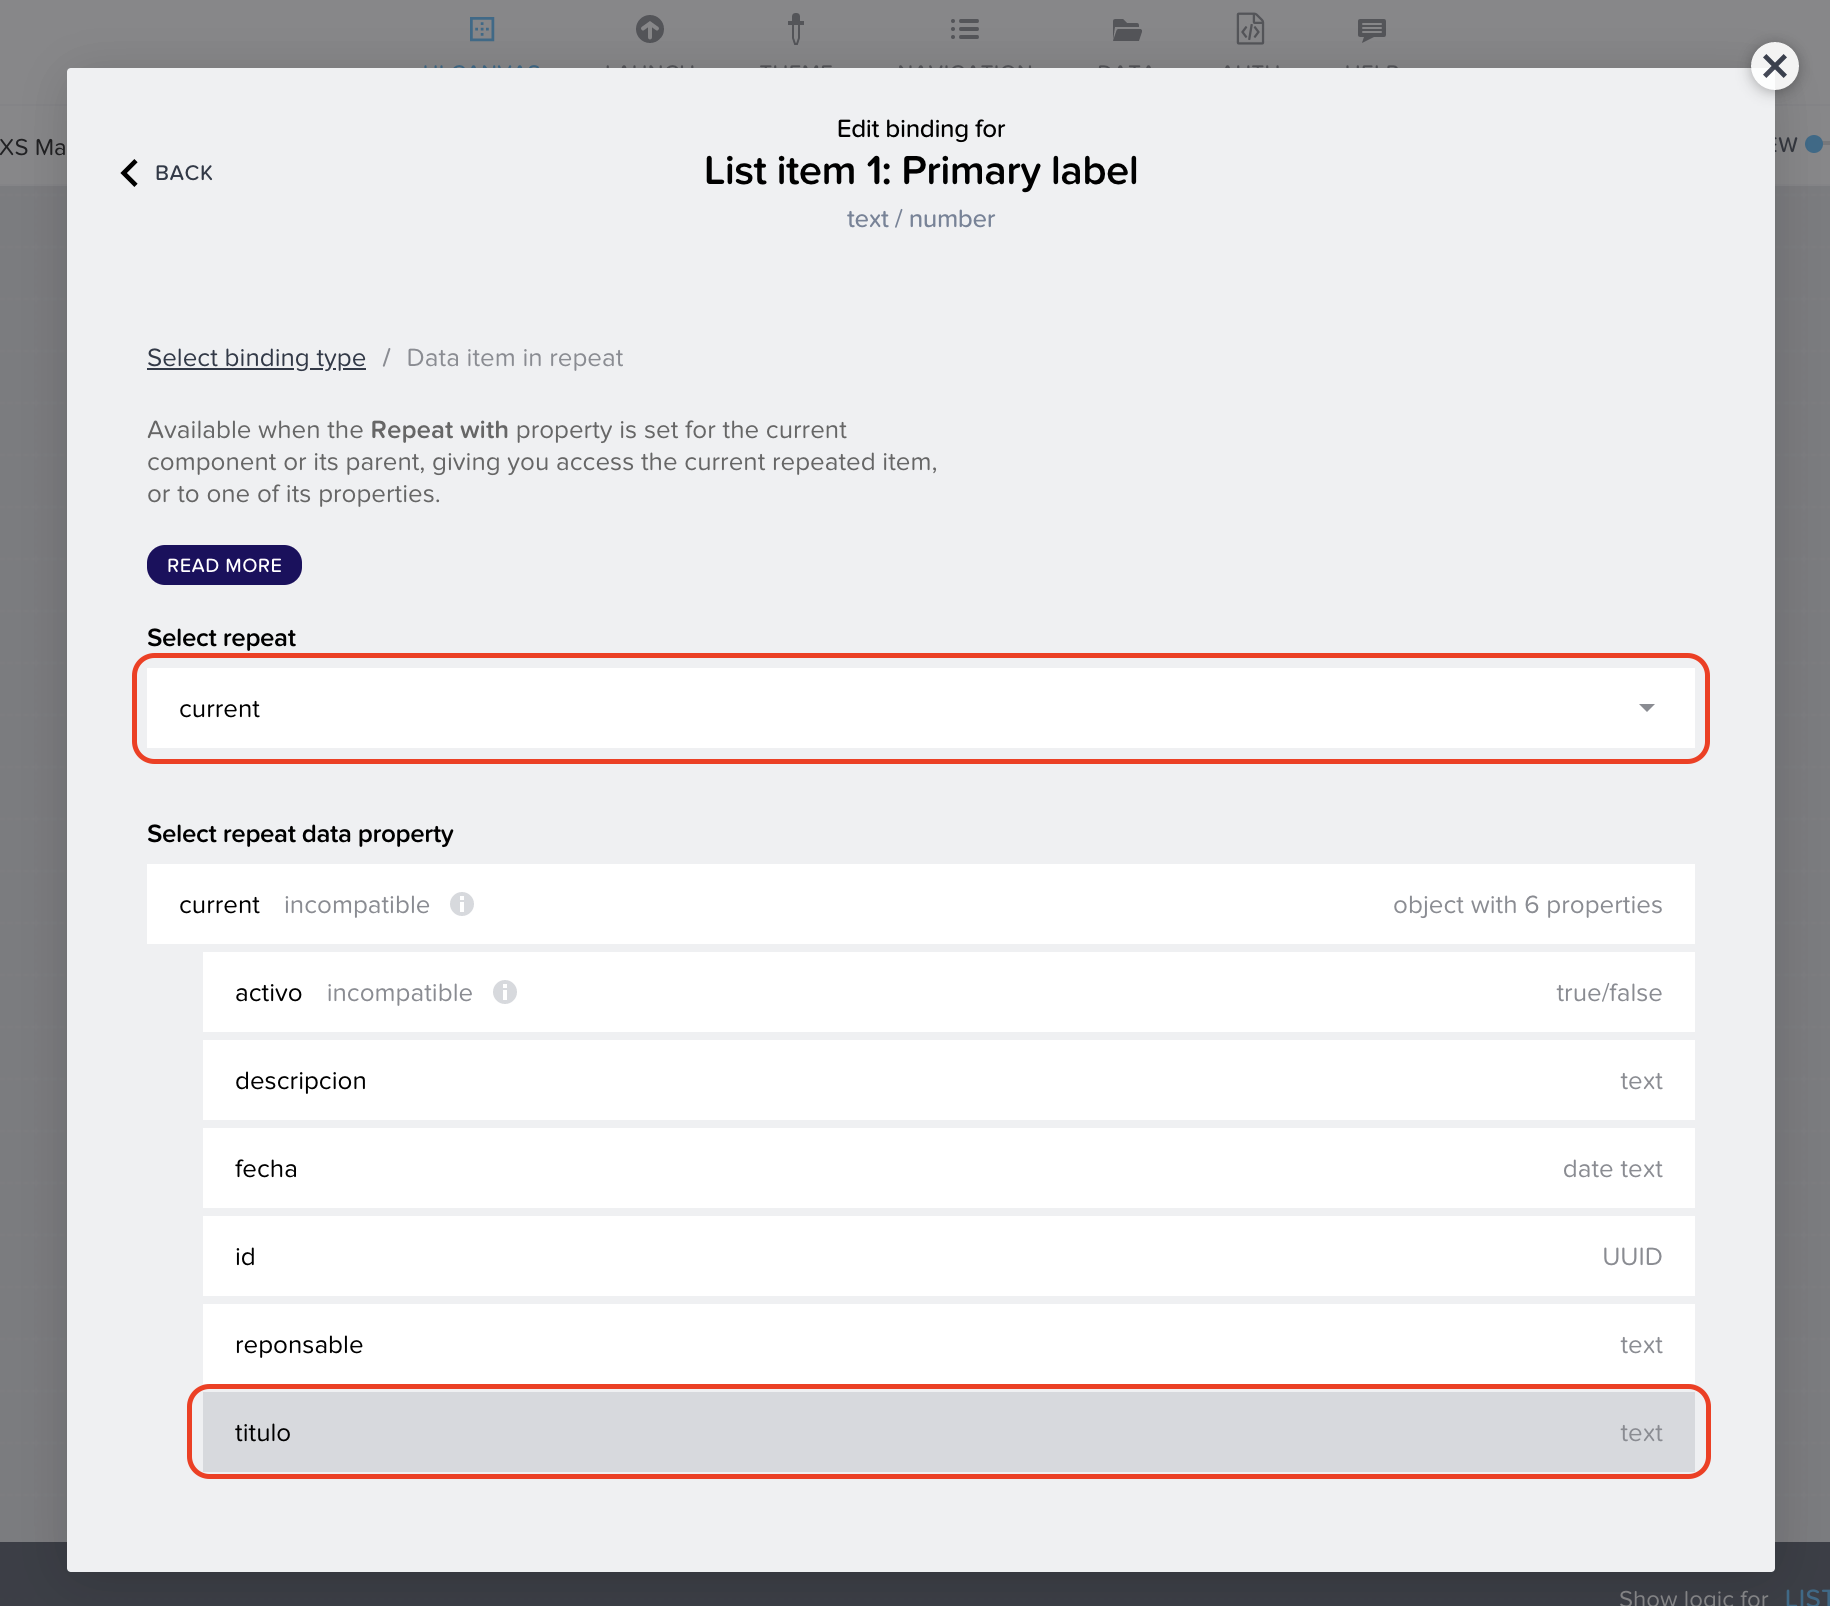 XS Ma
Edit binding for
BACK
List item 1: Primary label
text / number
Select binding type / Data item in repeat
Available when the Repeat with property is set for the current
component or its parent, giving you access the current repeated item,
or to one of its properties.
READ MORE
Select repeat
current
Select repeat data property
current incompatible object with 6 properties
activo incompatible true/false
descripcion text
fecha date text
id UUID
reponsable text
titulo text
Show logic for LIST